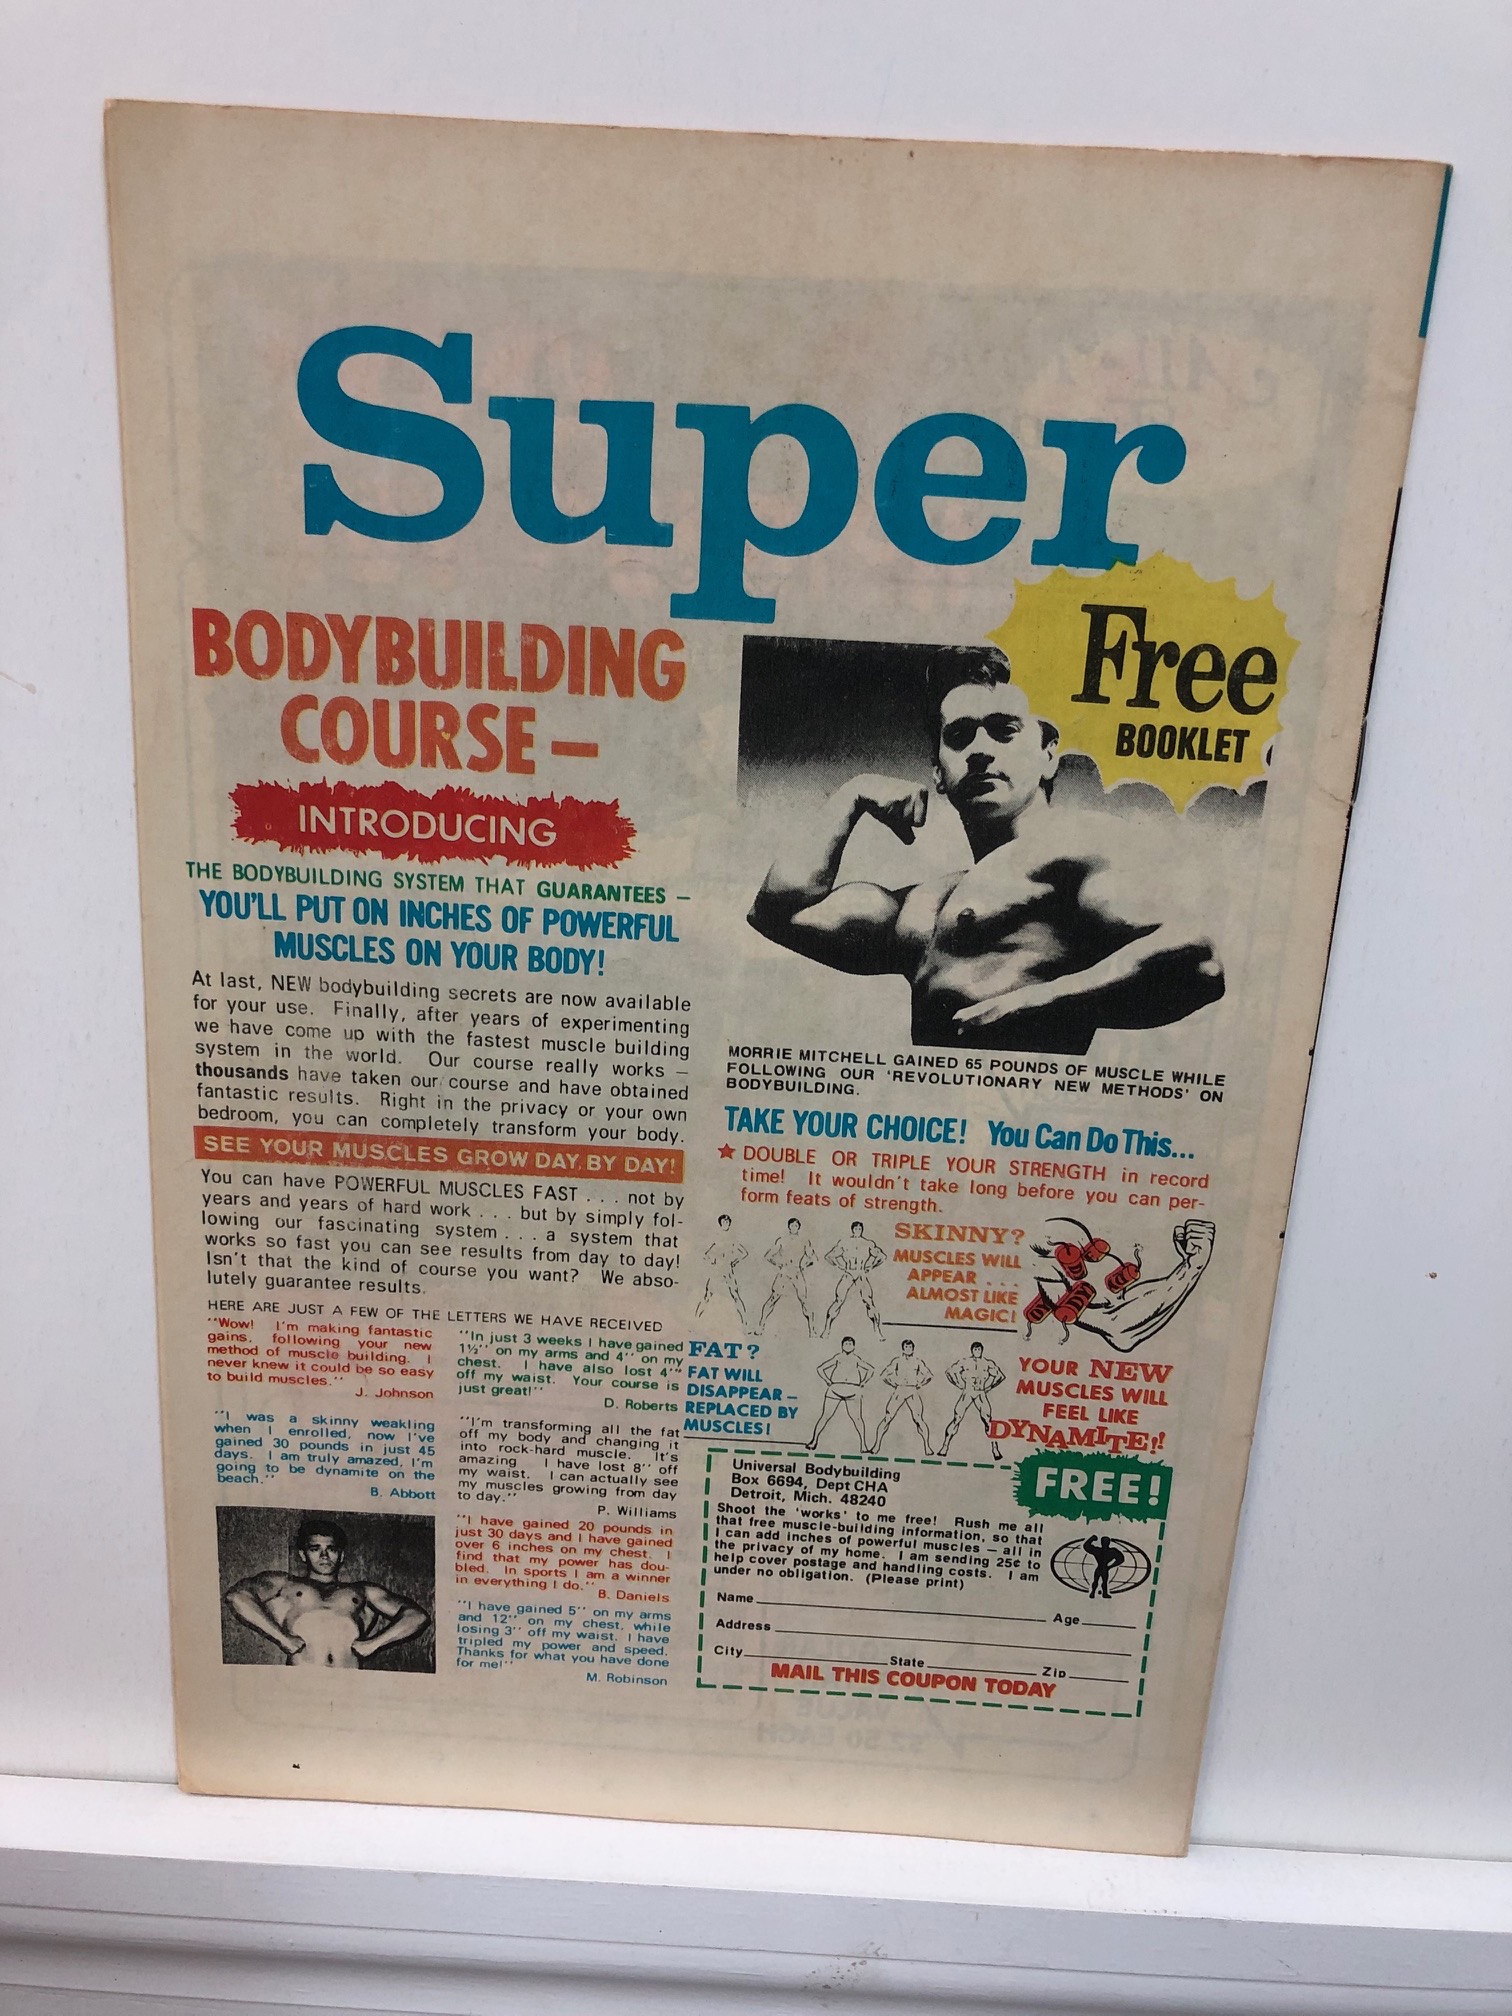 Super
BODYBUILDING
COURSE –
INTRODUCING
THE BODYBUILDING SYSTEM THAT GUARANTEES –
YOU'LL PUT ON INCHES OF POWERFUL
MUSCLES ON YOUR BODY!
At last, NEW bodybuilding secrets are now available
for your use. Finally, after years of experimenting
we have come up with the fastest muscle building
system in the world. Our course really works –
thousands have taken our course and have obtained
fantastic results. Right in the privacy or your own
bedroom, you can completely transform your body.
SEE YOUR MUSCLES GROW DAY BY DAY!
You can have POWERFUL MUSCLES FAST . . . not by
years and years of hard work . . . but by simply fol-
lowing our fascinating system . . . a system that
works so fast you can see results from day to day!
Isn't that the kind of course you want? We abso-
lutely guarantee results.
HERE ARE JUST A FEW OF THE LETTERS WE HAVE RECEIVED
"Wow! I'm making fantastic
gains, following your new
method of muscle building. I
never knew it could be so easy
to build muscles."
J. Johnson
"I was a skinny weakling
when I enrolled, now I've
gained 30 pounds in just 45
days. I am truly amazed, I'm
going to be dynamite on the
beach."
B. Abbott
"In just 3 weeks I have gained
1½" on my arms and 4" on my
chest. I have also lost 4"
off my waist. Your course is
just great!"
D. Roberts
"I'm transforming all the fat
off my body and changing it
into rock-hard muscle. It's
amazing I have lost 8" off
my waist. I can actually see
my muscles growing from day
to day."
P. Williams
"I have gained 20 pounds in
just 30 days and I have gained
over 6 inches on my chest. I
find that my power has dou-
bled. In sports I am a winner
in everything I do."
B. Daniels
"I have gained 5" on my arms
and 12" on my chest, while
losing 3" off my waist. I have
tripled my power and speed.
Thanks for what you have done
for me!"
M. Robinson
Free
BOOKLET
MORRIE MITCHELL GAINED 65 POUNDS OF MUSCLE WHILE
FOLLOWING OUR 'REVOLUTIONARY NEW METHODS' ON
BODYBUILDING.
TAKE YOUR CHOICE! You Can Do This...
★ DOUBLE OR TRIPLE YOUR STRENGTH in record
time! It wouldn't take long before you can per-
form feats of strength.
SKINNY?
MUSCLES WILL
APPEAR . . .
ALMOST LIKE
MAGIC!
FAT?
FAT WILL
DISAPPEAR –
REPLACED BY
MUSCLES!
YOUR NEW
MUSCLES WILL
FEEL LIKE
DYNAMITE!!
FREE!
Universal Bodybuilding
Box 6694, Dept CHA
Detroit, Mich. 48240
Shoot the 'works' to me free! Rush me all
that free muscle-building information, so that
I can add inches of powerful muscles – all in
the privacy of my home. I am sending 25¢ to
help cover postage and handling costs. I am
under no obligation. (Please print)
Name Age
Address
City State Zip
MAIL THIS COUPON TODAY